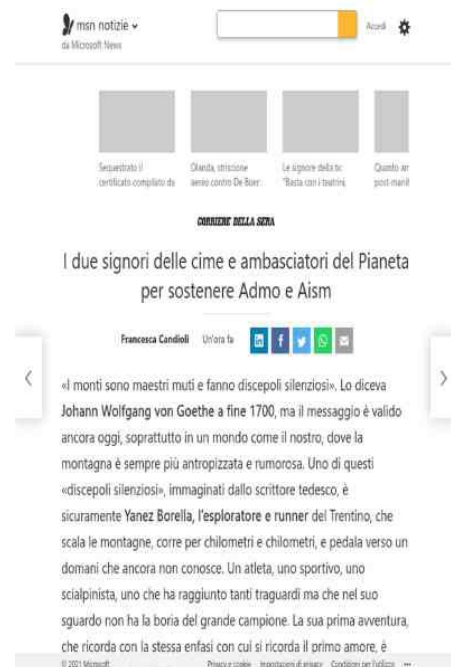 msn notizie
da Microsoft News
Accedi
Sequestrato il
certificato compilato da
Olanda, striscione
aereo contro De Boer:
Le signore della tv:
"Basta con i teatrini,
Quanto am
post-manif
CORRIERE DELLA SERA
I due signori delle cime e ambasciatori del Pianeta
per sostenere Admo e Aism
Francesca Candioli Un'ora fa
«I monti sono maestri muti e fanno discepoli silenziosi». Lo diceva
Johann Wolfgang von Goethe a fine 1700, ma il messaggio è valido
ancora oggi, soprattutto in un mondo come il nostro, dove la
montagna è sempre più antropizzata e rumorosa. Uno di questi
«discepoli silenziosi», immaginati dallo scrittore tedesco, è
sicuramente Yanez Borella, l'esploratore e runner del Trentino, che
scala le montagne, corre per chilometri e chilometri, e pedala verso un
domani che ancora non conosce. Un atleta, uno sportivo, uno
scialpinista, uno che ha raggiunto tanti traguardi ma che nel suo
sguardo non ha la boria del grande campione. La sua prima avventura,
che ricorda con la stessa enfasi con cui si ricorda il primo amore, è
© 2021 Microsoft Privacy e cookie Impostazioni di privacy Condizioni per l'utilizzo